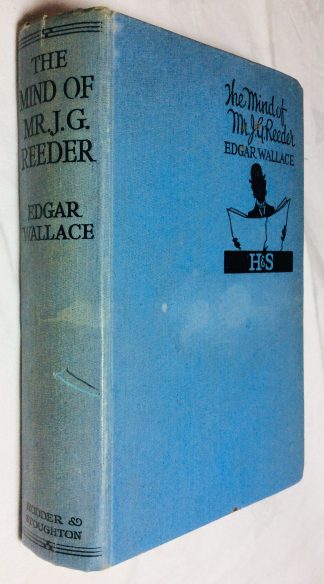 THE
MIND OF
MR. J. G.
REEDER
EDGAR
WALLACE
HODDER &
STOUGHTON
The Mind of
Mr. J. G. Reeder
EDGAR WALLACE
H&S